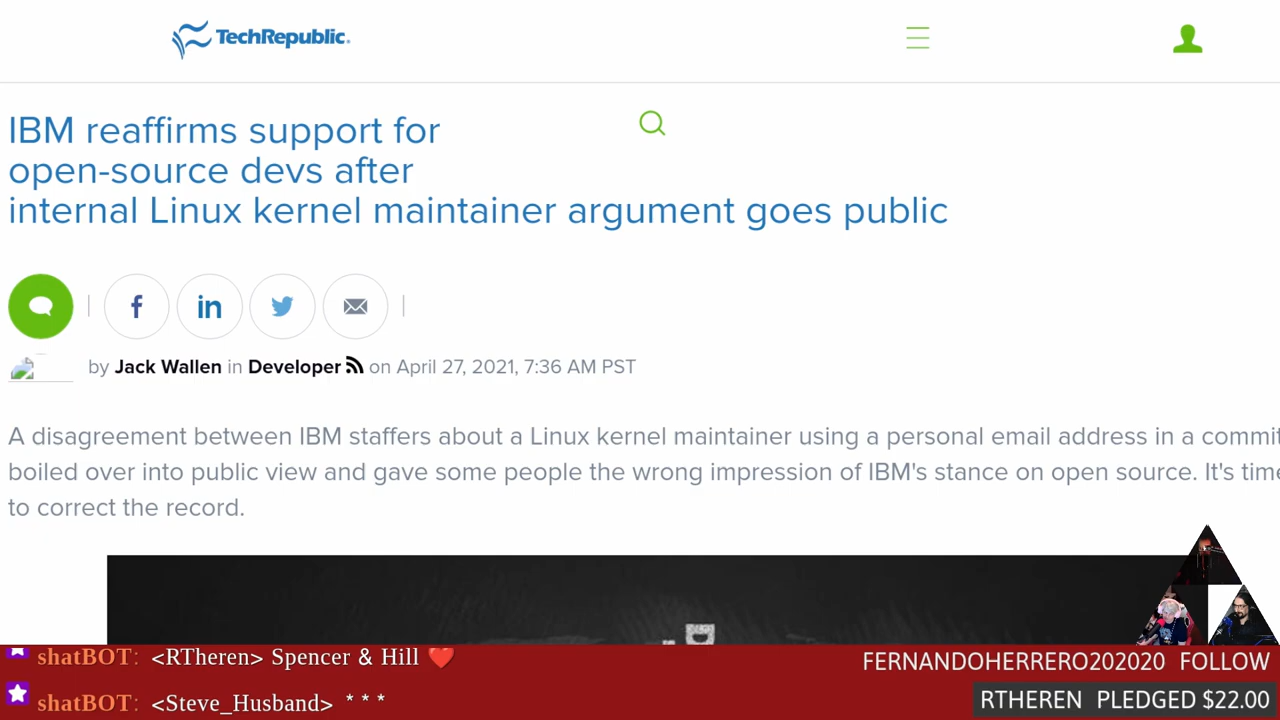 TechRepublic.
IBM reaffirms support for
open-source devs after
internal Linux kernel maintainer argument goes public
f in
by Jack Wallen in Developer on April 27, 2021, 7:36 AM PST
A disagreement between IBM staffers about a Linux kernel maintainer using a personal email address in a commit
boiled over into public view and gave some people the wrong impression of IBM's stance on open source. It's time
to correct the record.
shatBOT: <RTheren> Spencer & Hill ❤️
FERNANDOHERRERO202020 FOLLOW
shatBOT: <Steve_Husband> * * *
RTHEREN PLEDGED $22.00